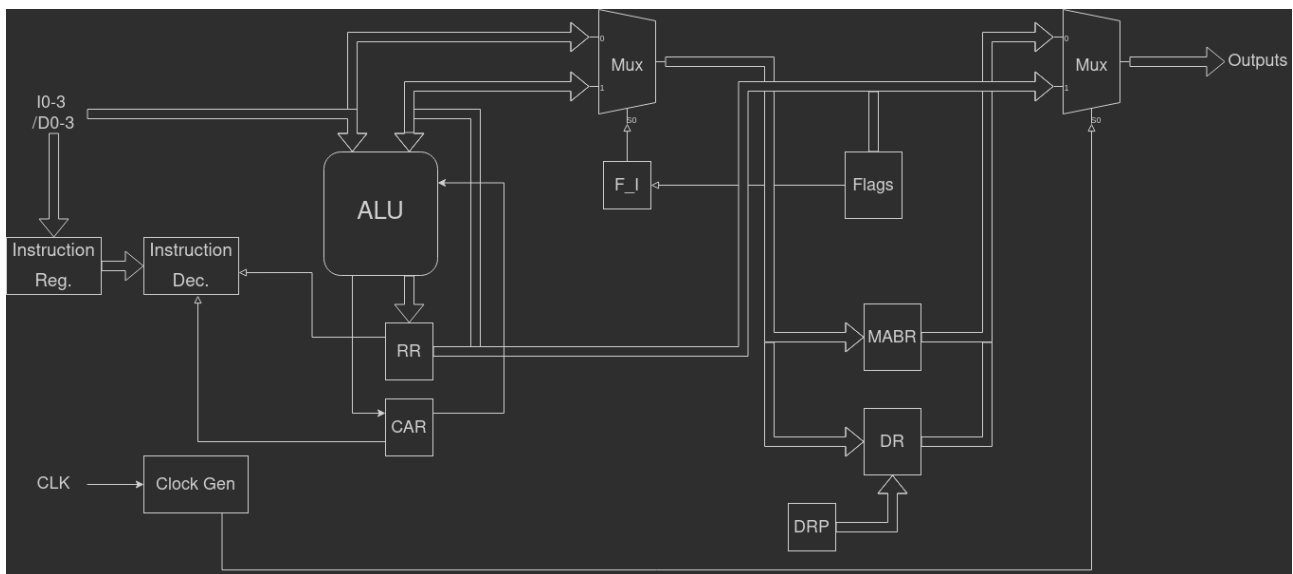 0
Mux
1
S0
0
Mux
1
S0
Outputs
I0-3
/D0-3
ALU
F_I
Flags
Instruction
Reg.
Instruction
Dec.
RR
MABR
CAR
DR
CLK
Clock Gen
DRP